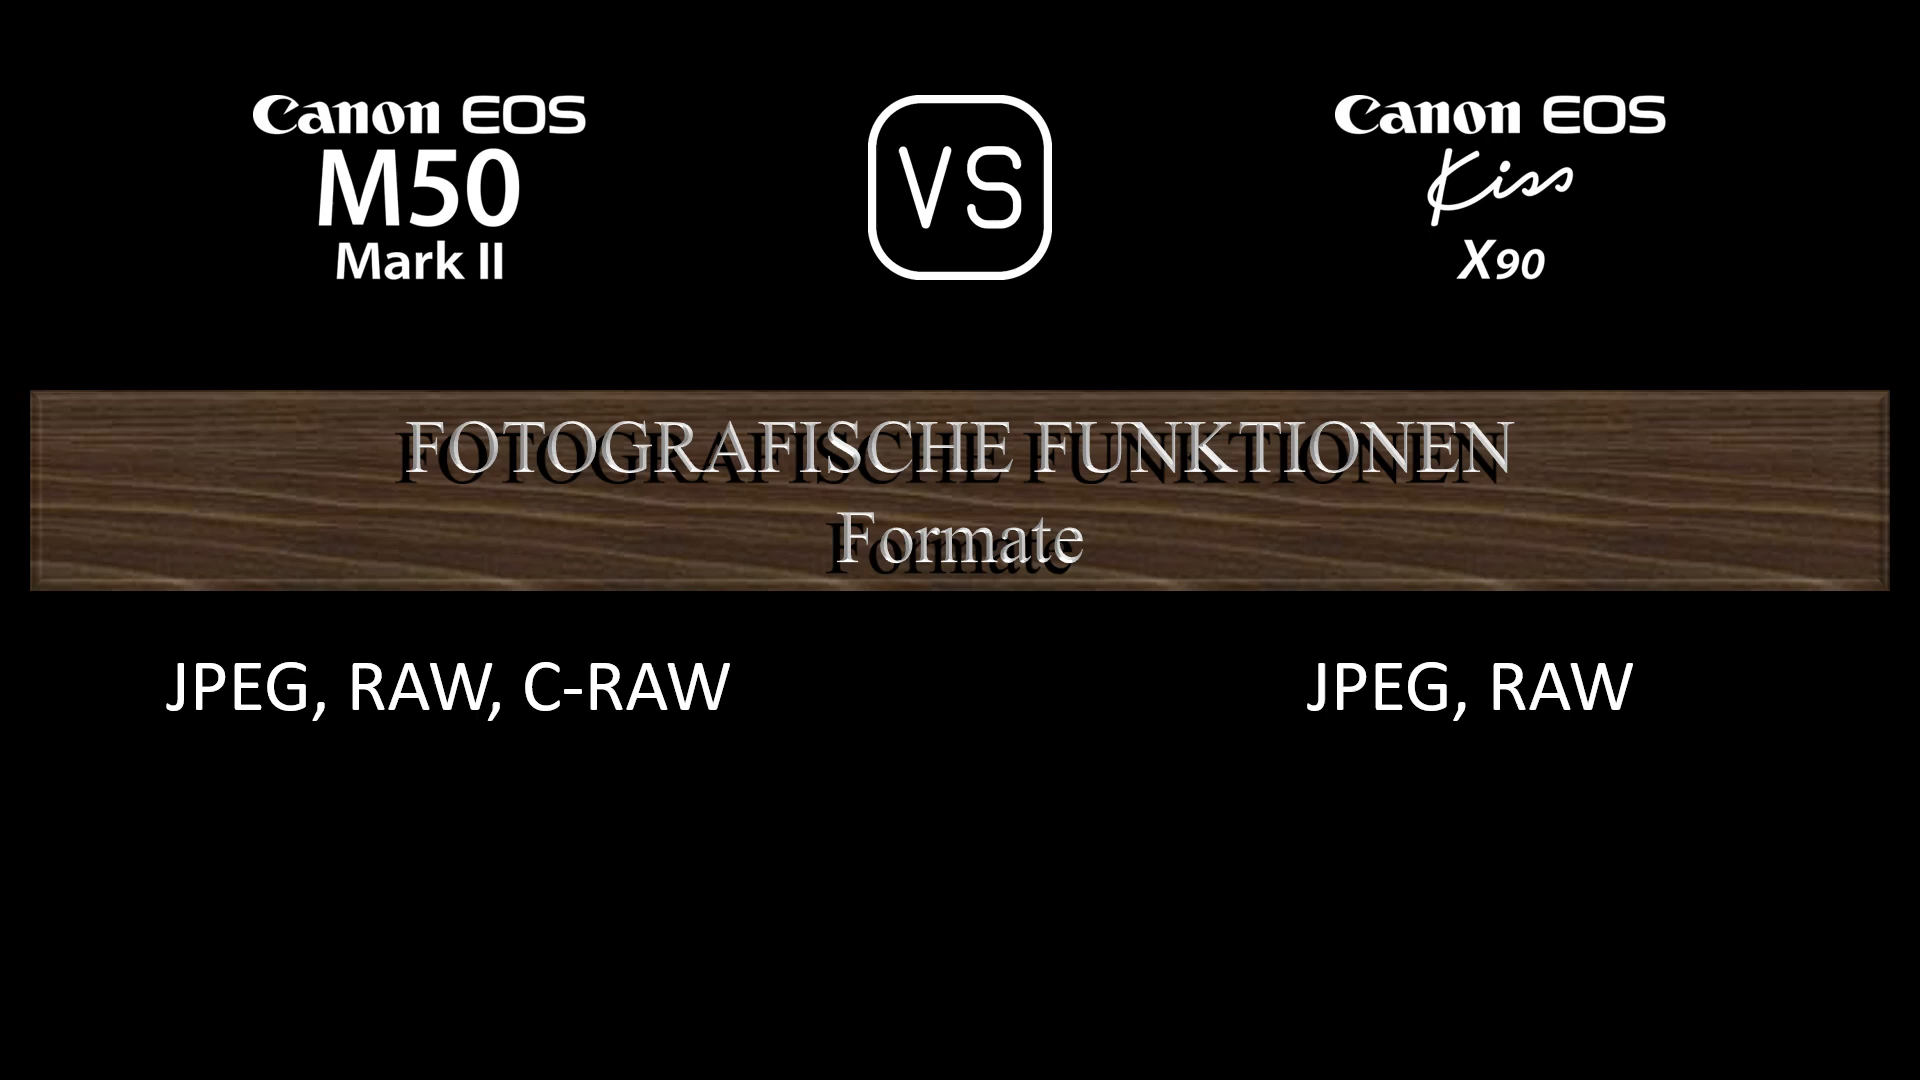 Canon EOS
M50
Mark II
VS
Canon EOS
Kiss
X90
FOTOGRAFISCHE FUNKTIONEN
Formate
JPEG, RAW, C-RAW
JPEG, RAW